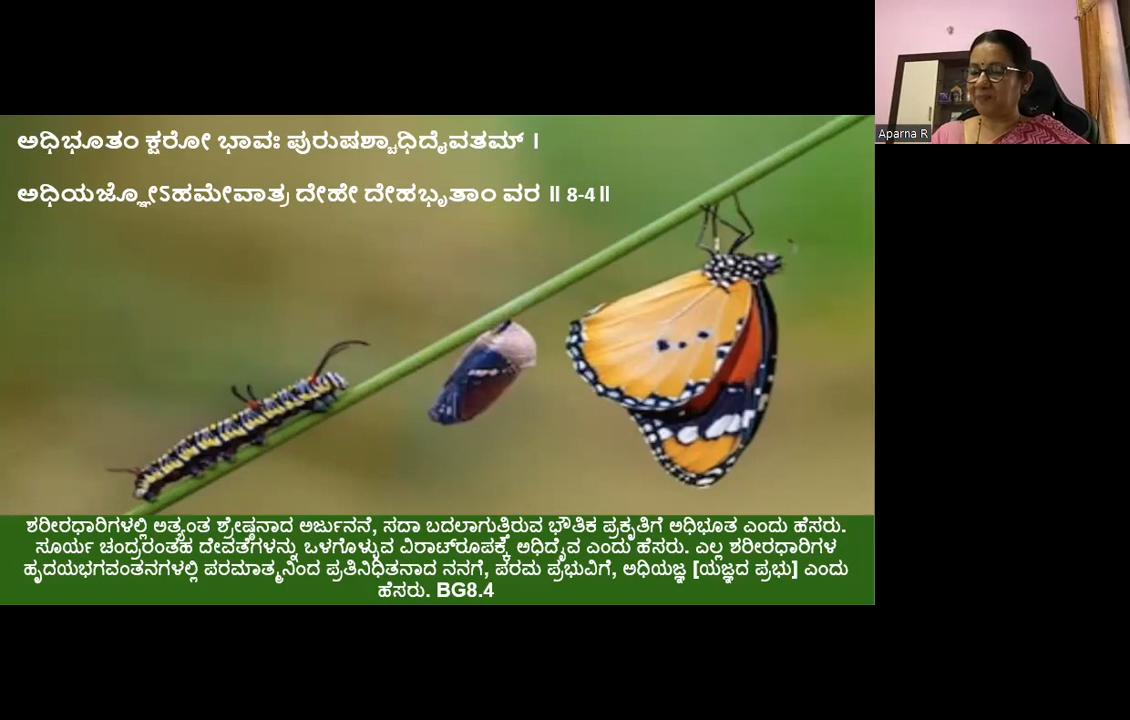 ಅಧಿಭೂತಂ ಕ್ಷರೋ ಭಾವಃ ಪುರುಷಶ್ಚಾಧಿದೈವತಮ್ ।
ಅಧಿಯಜ್ಞೋಽಹಮೇವಾತ್ರ ದೇಹೇ ದೇಹಭೃತಾಂ ವರ ॥ 8-4॥
Aparna R
ಶರೀರಧಾರಿಗಳಲ್ಲಿ ಅತ್ಯಂತ ಶ್ರೇಷ್ಠನಾದ ಅರ್ಜುನನೆ, ಸದಾ ಬದಲಾಗುತ್ತಿರುವ ಭೌತಿಕ ಪ್ರಕೃತಿಗೆ ಅಧಿಭೂತ ಎಂದು ಹೆಸರು.
ಸೂರ್ಯ ಚಂದ್ರರಂತಹ ದೇವತೆಗಳನ್ನು ಒಳಗೊಳ್ಳುವ ವಿರಾಟ್‌ರೂಪಕ್ಕೆ ಅಧಿದೈವ ಎಂದು ಹೆಸರು. ಎಲ್ಲ ಶರೀರಧಾರಿಗಳ
ಹೃದಯಭಗವಂತನಗಳಲ್ಲಿ ಪರಮಾತ್ಮನಿಂದ ಪ್ರತಿನಿಧಿತನಾದ ನನಗೆ, ಪರಮ ಪ್ರಭುವಿಗೆ, ಅಧಿಯಜ್ಞ [ಯಜ್ಞದ ಪ್ರಭು] ಎಂದು
ಹೆಸರು. BG8.4